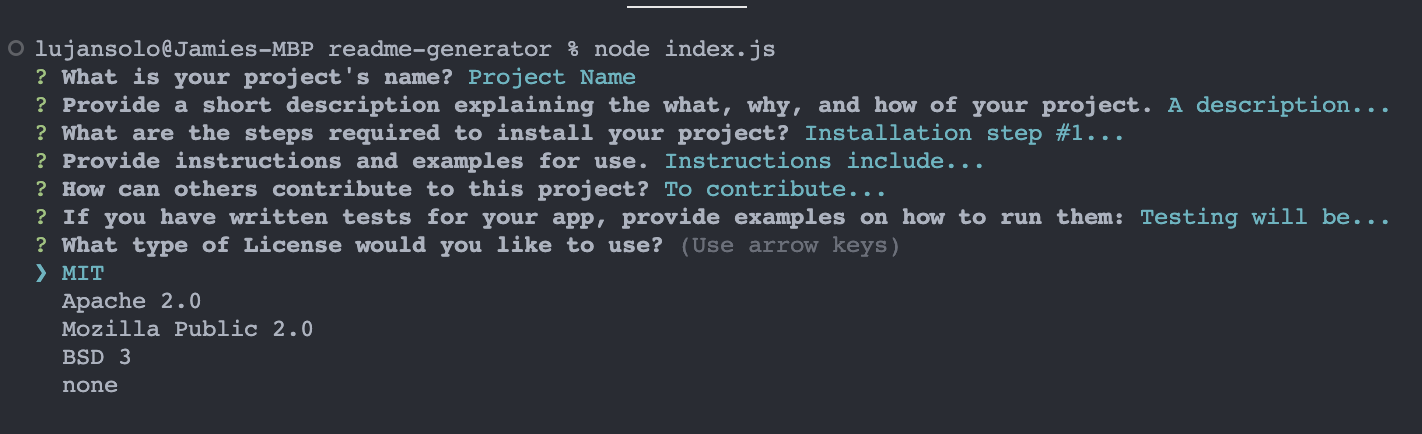 lujansolo@Jamies-MBP readme-generator % node index.js
? What is your project's name? Project Name
? Provide a short description explaining the what, why, and how of your project. A description...
? What are the steps required to install your project? Installation step #1...
? Provide instructions and examples for use. Instructions include...
? How can others contribute to this project? To contribute...
? If you have written tests for your app, provide examples on how to run them: Testing will be...
? What type of License would you like to use? (Use arrow keys)
❯ MIT
Apache 2.0
Mozilla Public 2.0
BSD 3
none